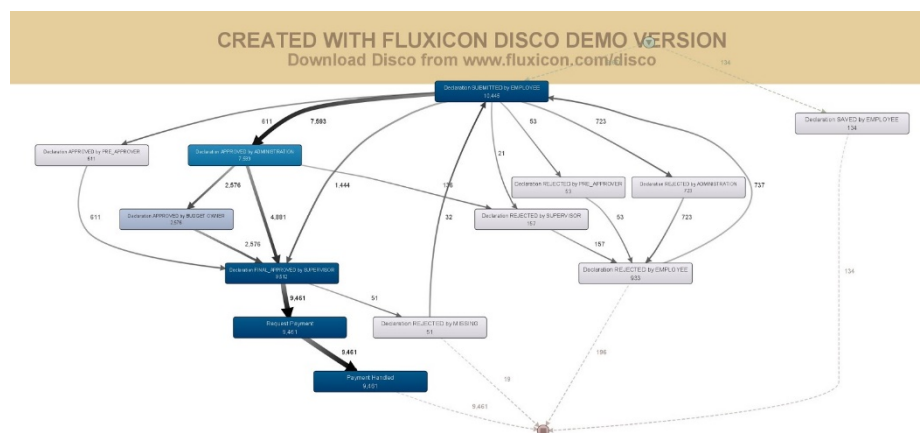 CREATED WITH FLUXICON DISCO DEMO VERSION
Download Disco from www.fluxicon.com/disco
134
Declaration SUBMITTED by EMPLOYEE
10,445
Declaration SAVED by EMPLOYEE
134
611
7,593
53
723
Declaration APPROVED by PRE_APPROVER
611
Declaration APPROVED by ADMINISTRATION
7,593
21
2,576
1,444
136
Declaration REJECTED by PRE_APPROVER
53
Declaration REJECTED by ADMINISTRATION
723
737
4,881
32
Declaration APPROVED by BUDGET OWNER
2,576
Declaration REJECTED by SUPERVISOR
157
611
53
723
2,576
157
Declaration FINAL_APPROVED by SUPERVISOR
Declaration REJECTED by EMPLOYEE
134
9,461
51
Request Payment
9,461
Declaration REJECTED by MISSING
51
9,461
Payment Handled
9,461
19
9,461